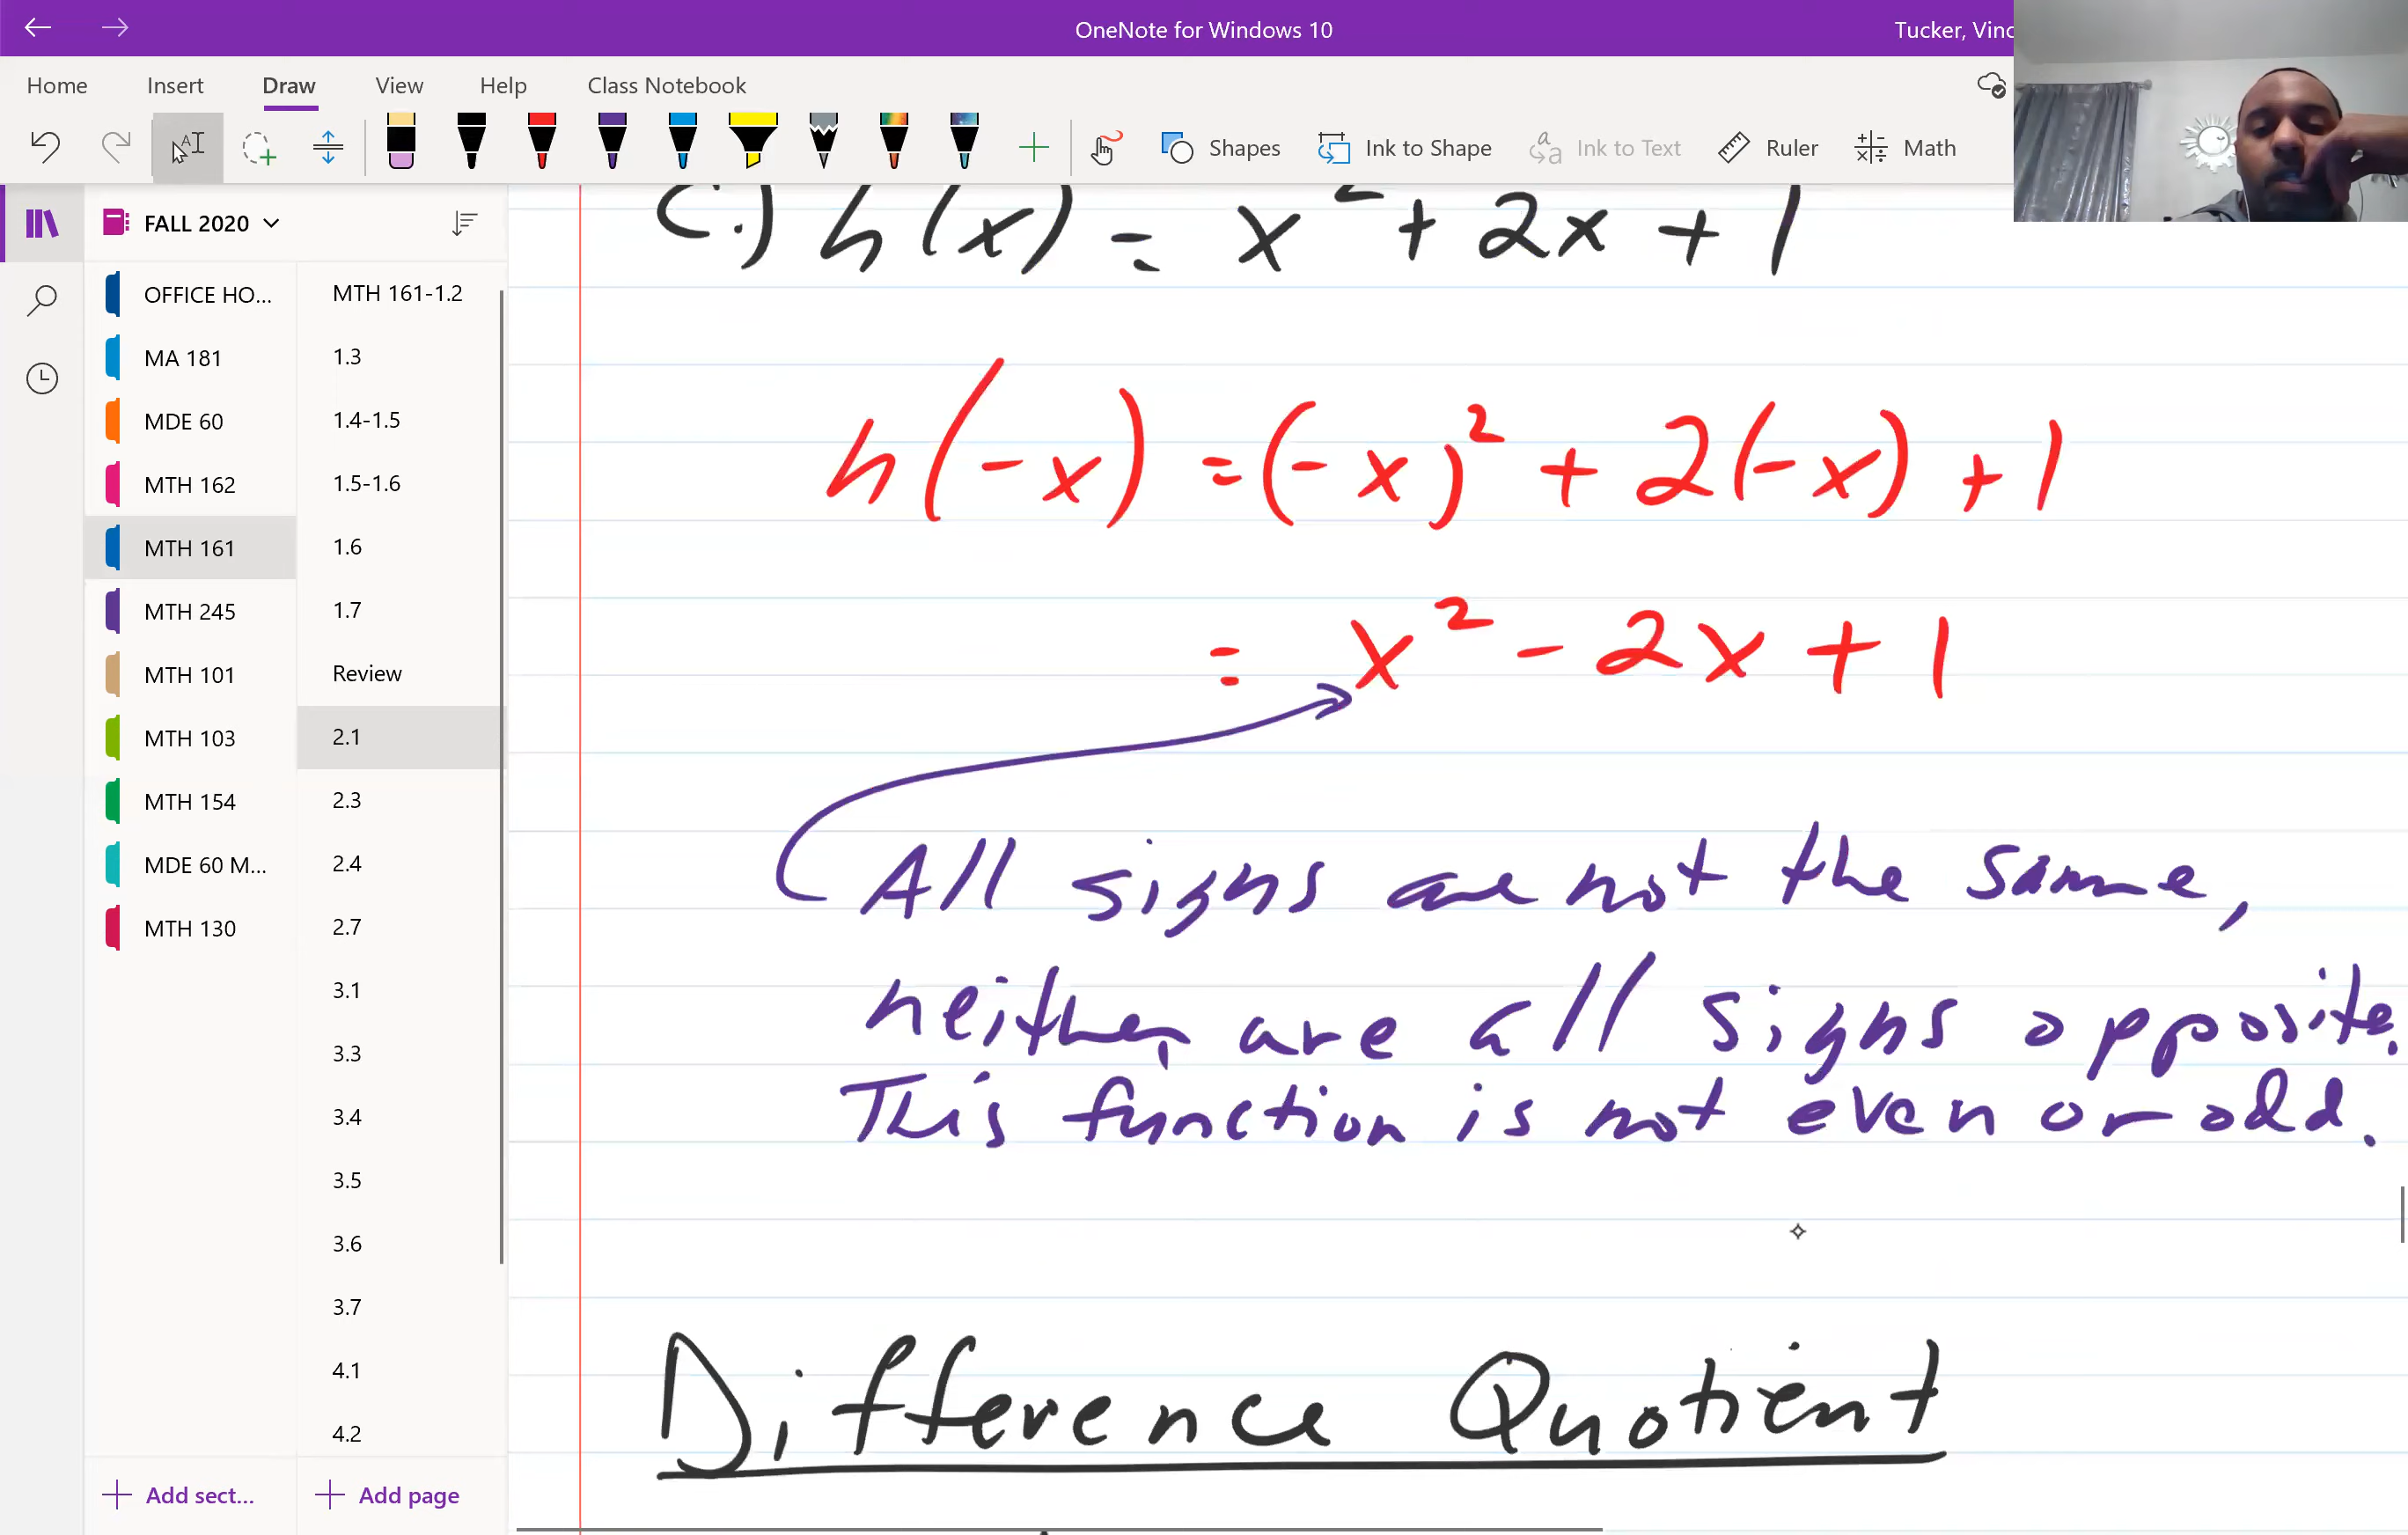 OneNote for Windows 10
Tucker, Vinc
Home Insert Draw View Help Class Notebook
Shapes Ink to Shape Ink to Text Ruler Math
FALL 2020
OFFICE HO...
MA 181
MDE 60
MTH 162
MTH 161
MTH 245
MTH 101
MTH 103
MTH 154
MDE 60 M...
MTH 130
Add sect...
MTH 161-1.2
1.3
1.4-1.5
1.5-1.6
1.6
1.7
Review
2.1
2.3
2.4
2.7
3.1
3.3
3.4
3.5
3.6
3.7
4.1
4.2
Add page
c.) h(x) = x² + 2x + 1
h(-x) = (-x)² + 2(-x) + 1
= x² - 2x + 1
All signs are not the same,
neither are all signs opposite.
This function is not even or odd.
Difference Quotient